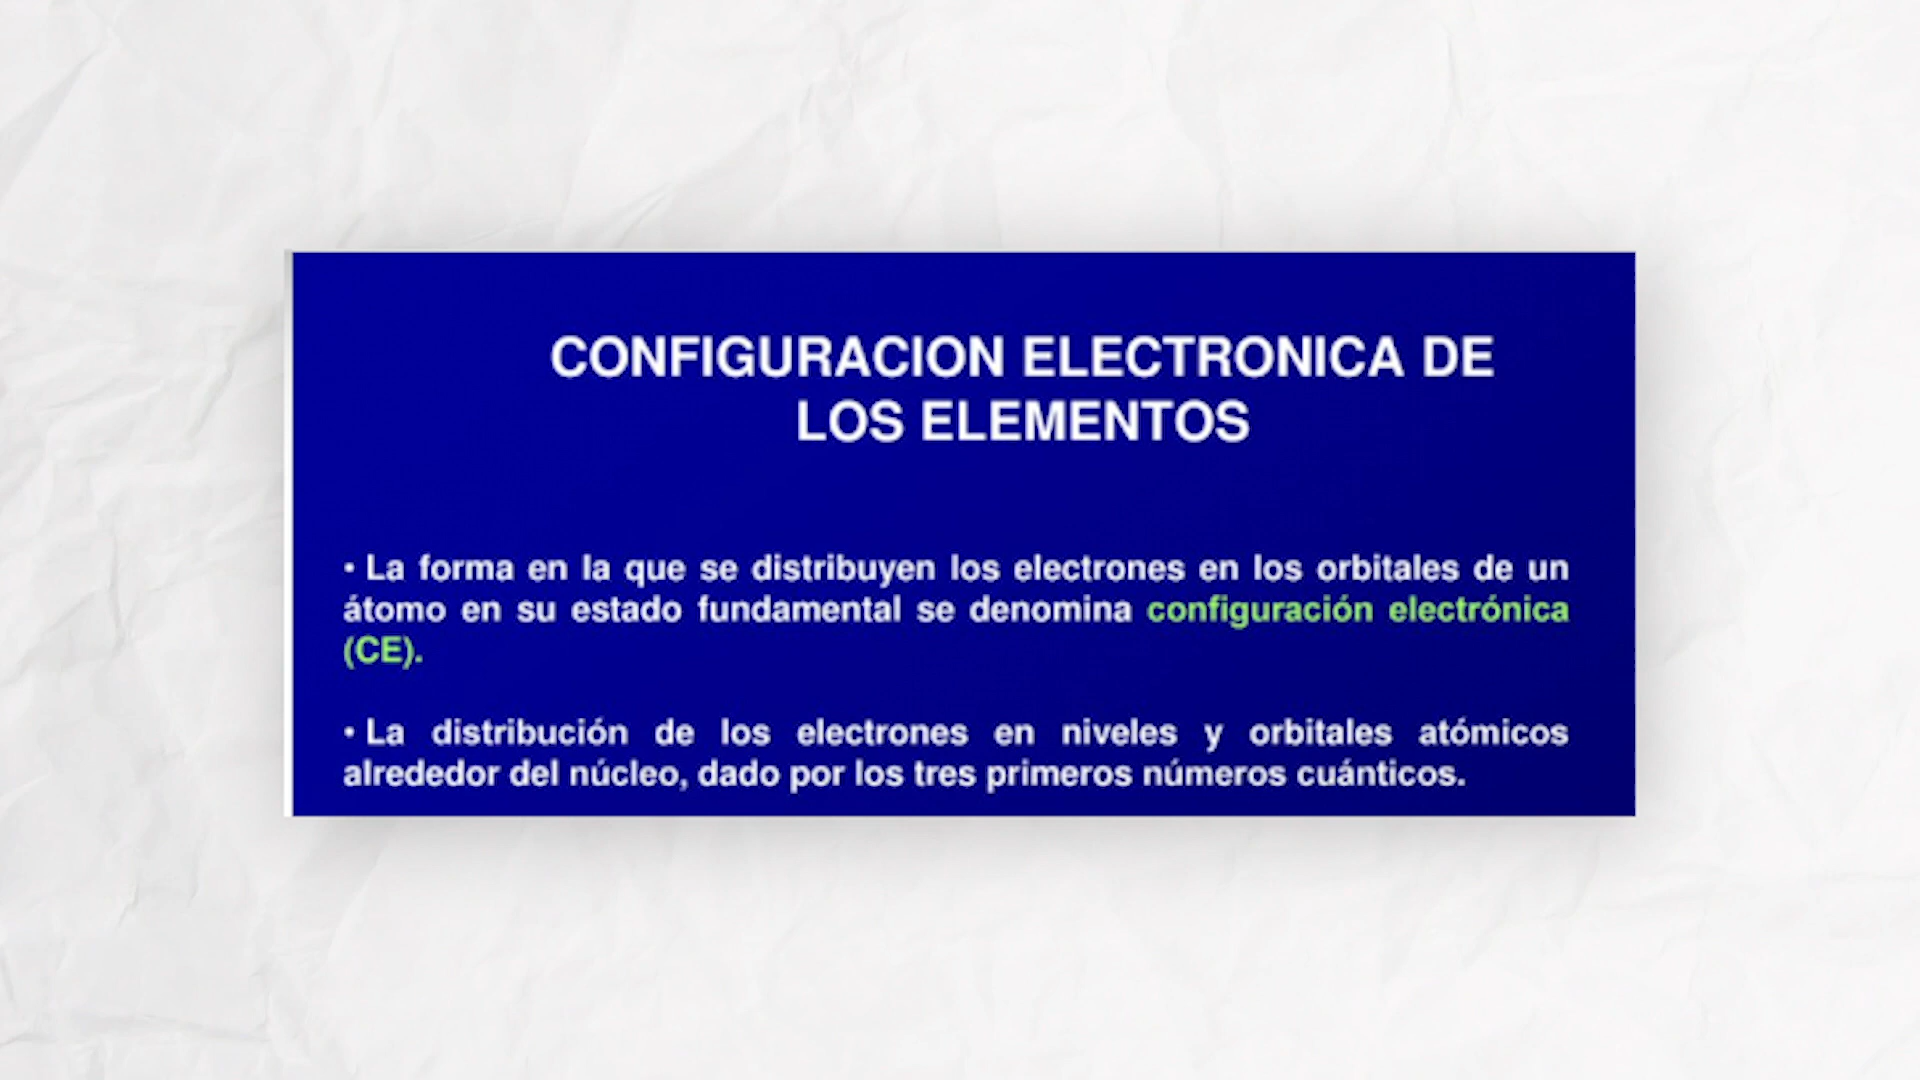 CONFIGURACION ELECTRONICA DE
LOS ELEMENTOS
• La forma en la que se distribuyen los electrones en los orbitales de un
átomo en su estado fundamental se denomina configuración electrónica
(CE).
• La distribución de los electrones en niveles y orbitales atómicos
alrededor del núcleo, dado por los tres primeros números cuánticos.